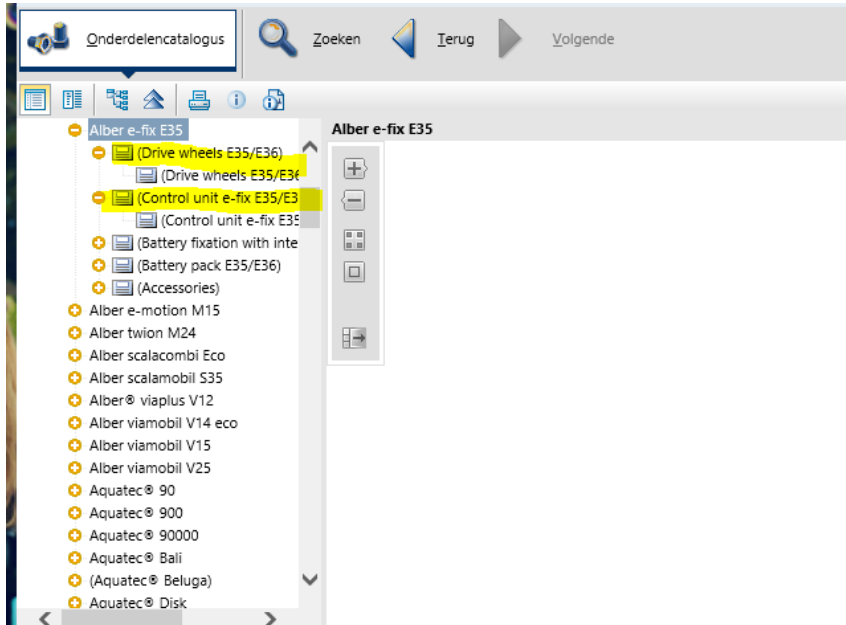 Onderdelencatalogus
Zoeken
Terug
Volgende
Alber e-fix E35
(Drive wheels E35/E36)
(Drive wheels E35/E36
(Control unit e-fix E35/E3
(Control unit e-fix E35
(Battery fixation with inte
(Battery pack E35/E36)
(Accessories)
Alber e-motion M15
Alber twion M24
Alber scalacombi Eco
Alber scalamobil S35
Alber® viaplus V12
Alber viamobil V14 eco
Alber viamobil V15
Alber viamobil V25
Aquatec® 90
Aquatec® 900
Aquatec® 90000
Aquatec® Bali
(Aquatec® Beluga)
Aquatec® Disk
Alber e-fix E35